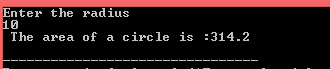 Enter the radius
10
 The area of a circle is :314.2
--------------------------------